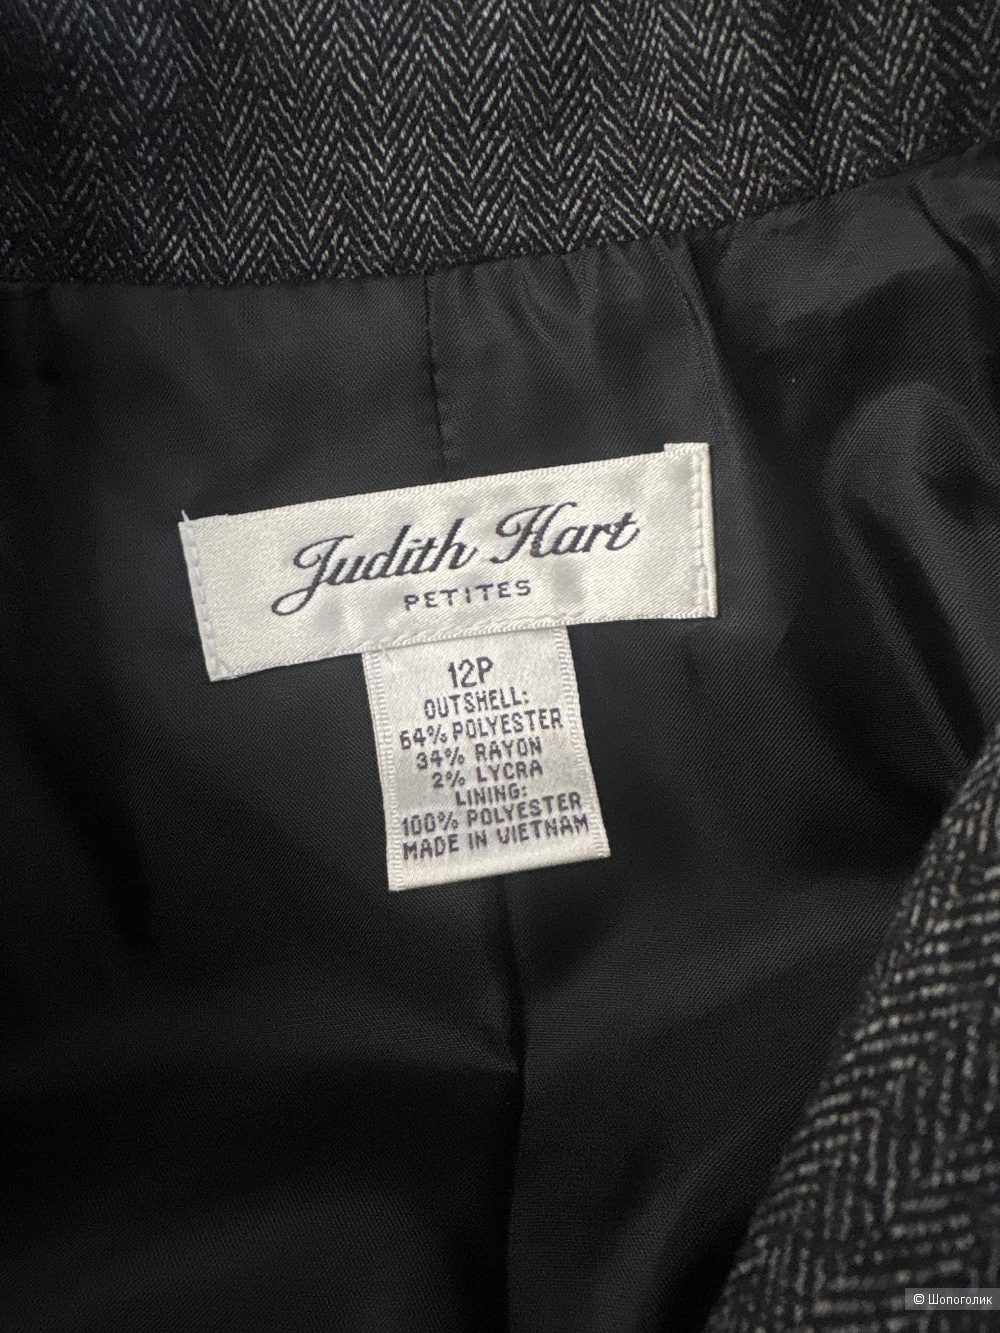 Judith Hart
PETITES
12P
OUTSHELL:
64% POLYESTER
34% RAYON
2% LYCRA
LINING:
100% POLYESTER
MADE IN VIETNAM
© Шопоголик